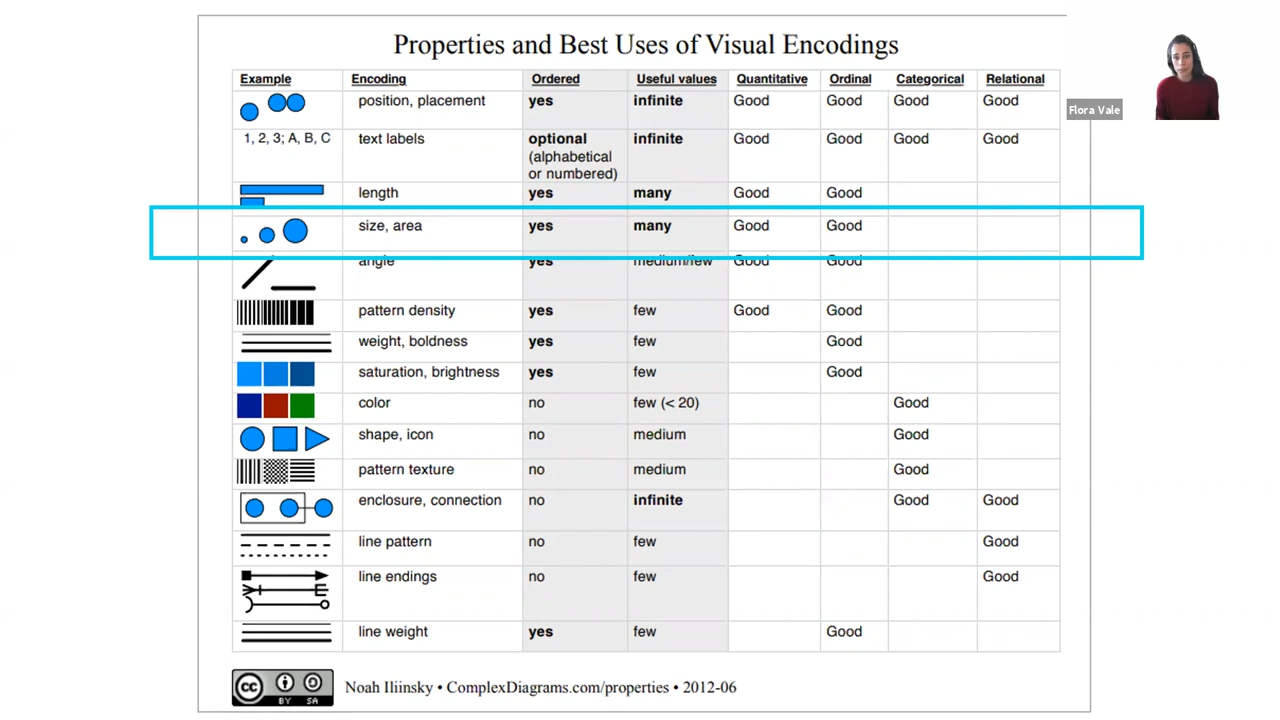 Properties and Best Uses of Visual Encodings
Example Encoding Ordered Useful values Quantitative Ordinal Categorical Relational
position, placement yes infinite Good Good Good Good
Flora Vale
1, 2, 3; A, B, C text labels optional infinite Good Good Good Good
(alphabetical
or numbered)
length yes many Good Good
size, area yes many Good Good
angle yes medium/few Good Good
pattern density yes few Good Good
weight, boldness yes few Good
saturation, brightness yes few Good
color no few (< 20) Good
shape, icon no medium Good
pattern texture no medium Good
enclosure, connection no infinite Good Good
line pattern no few Good
line endings no few Good
line weight yes few Good
cc BY SA
Noah Iliinsky • ComplexDiagrams.com/properties • 2012-06